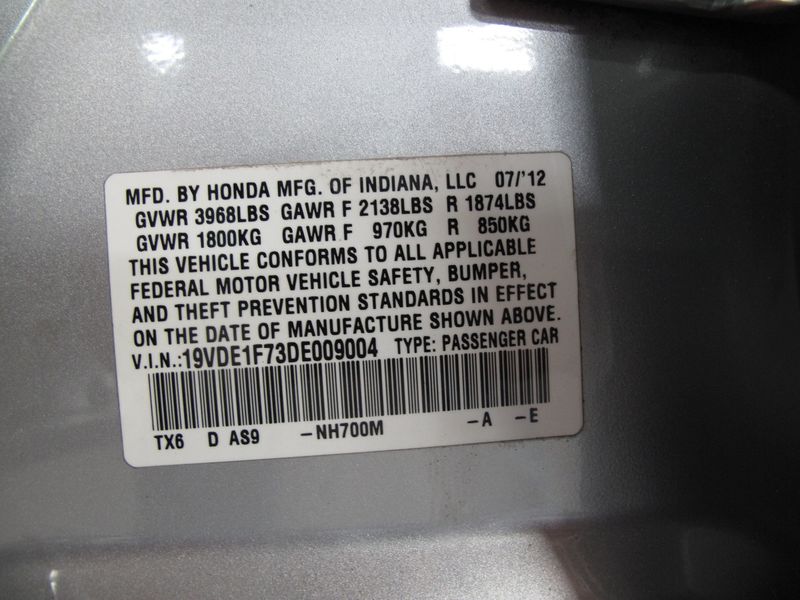 MFD. BY HONDA MFG. OF INDIANA, LLC 07/'12
GVWR 3968LBS GAWR F 2138LBS R 1874LBS
GVWR 1800KG GAWR F 970KG R 850KG
THIS VEHICLE CONFORMS TO ALL APPLICABLE
FEDERAL MOTOR VEHICLE SAFETY, BUMPER,
AND THEFT PREVENTION STANDARDS IN EFFECT
ON THE DATE OF MANUFACTURE SHOWN ABOVE.
V.I.N.:19VDE1F73DE009004 TYPE: PASSENGER CAR
TX6 D AS9 -NH700M -A -E